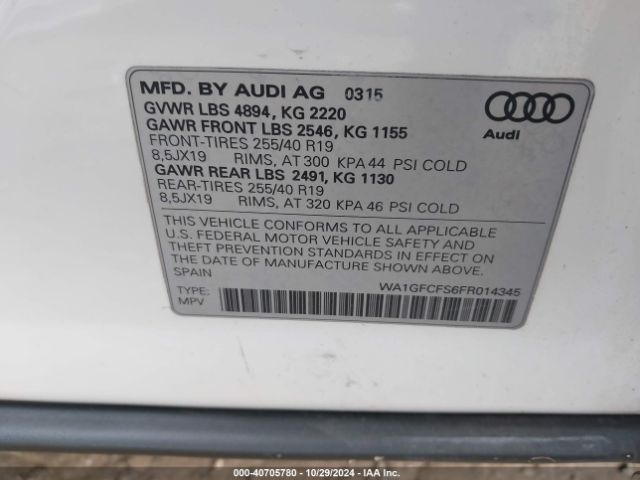 MFD. BY AUDI AG 0315
GVWR LBS 4894, KG 2220
GAWR FRONT LBS 2546, KG 1155
FRONT-TIRES 255/40 R19
8,5JX19 RIMS, AT 300 KPA 44 PSI COLD
GAWR REAR LBS 2491, KG 1130
REAR-TIRES 255/40 R19
8,5JX19 RIMS, AT 320 KPA 46 PSI COLD
Audi
THIS VEHICLE CONFORMS TO ALL APPLICABLE
U.S. FEDERAL MOTOR VEHICLE SAFETY AND
THEFT PREVENTION STANDARDS IN EFFECT ON
THE DATE OF MANUFACTURE SHOWN ABOVE.
SPAIN
TYPE:
MPV
WA1GFCFS6FR014345
000-40705780 - 10/29/2024 - IAA Inc.